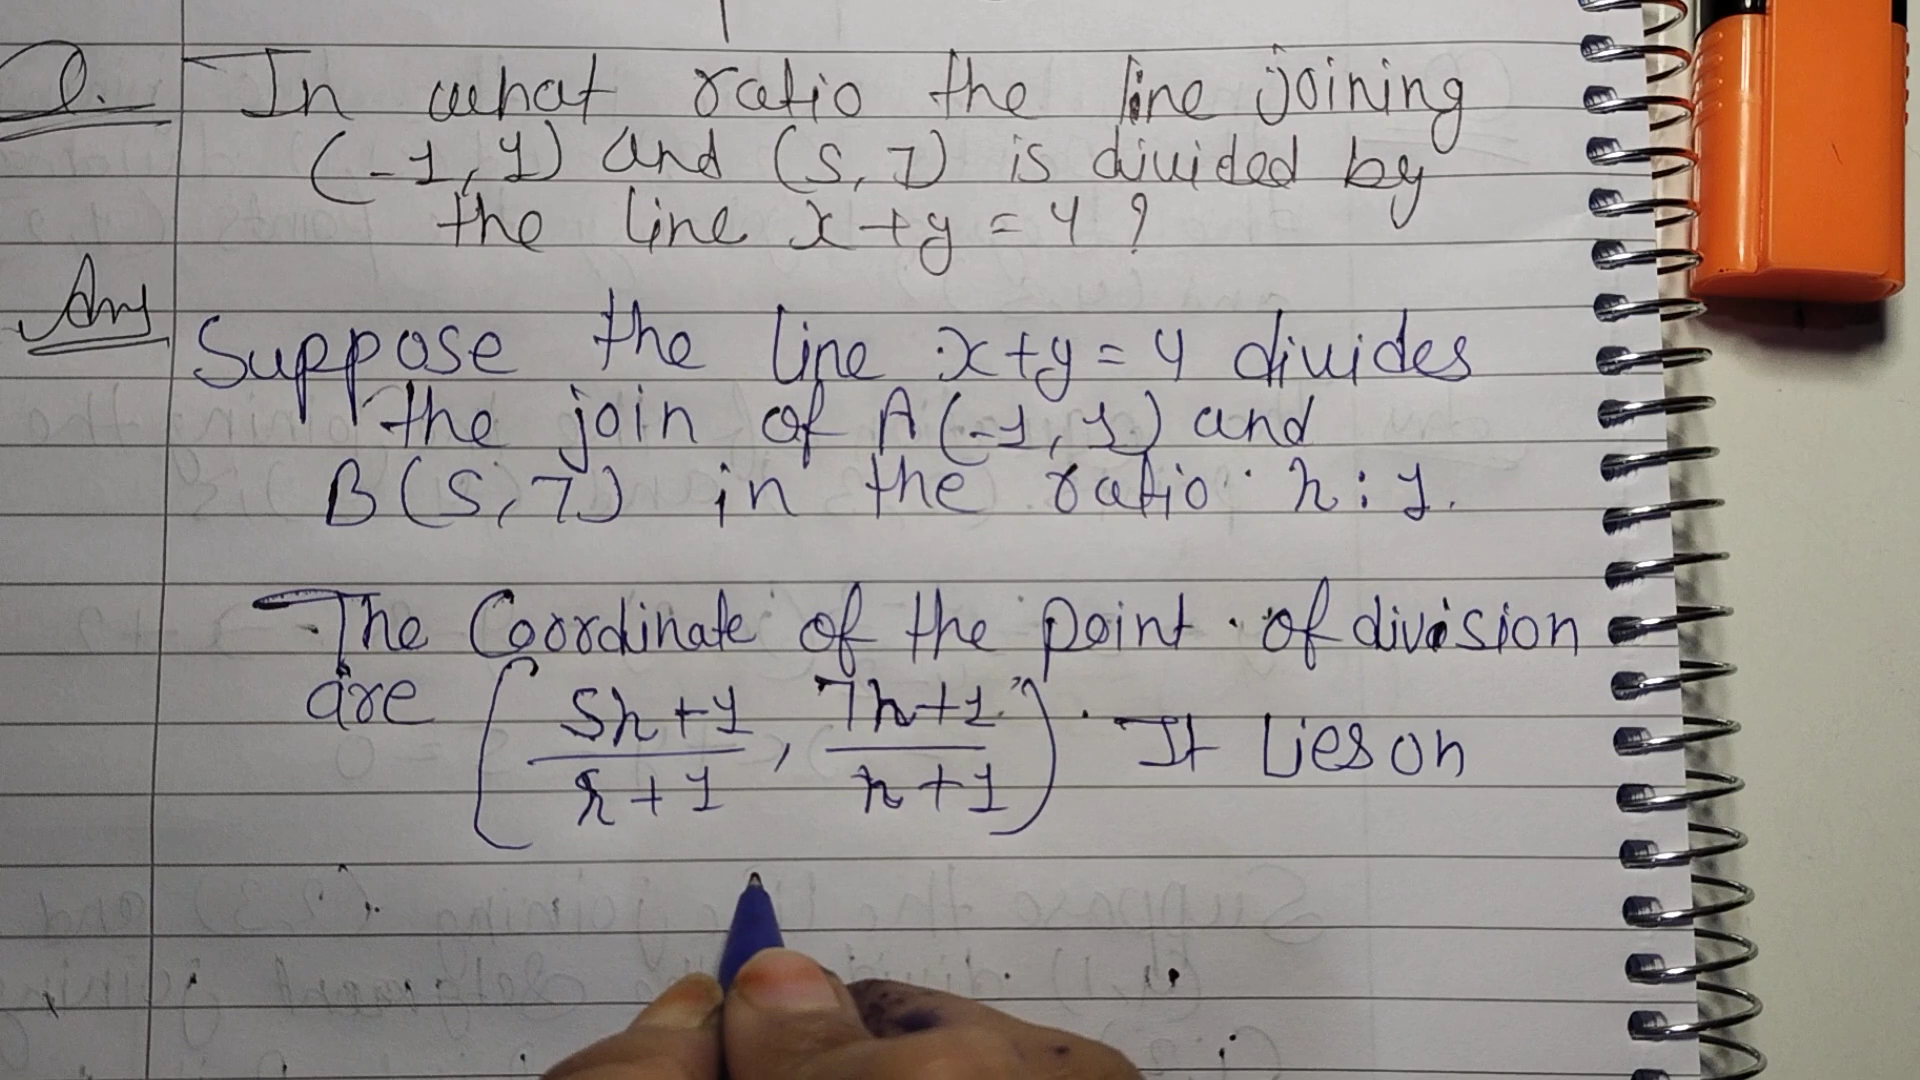 Q. In what ratio the line joining
(-1, 1) and (5, 7) is divided by
the line x+y = 4 ?
Ans Suppose the line x+y = 4 divides
the join of A(-1, 1) and
B(5, 7) in the ratio k : 1.
The Coordinate of the point of division
are (5k+1/k+1, 7k+1/k+1). It Lies on